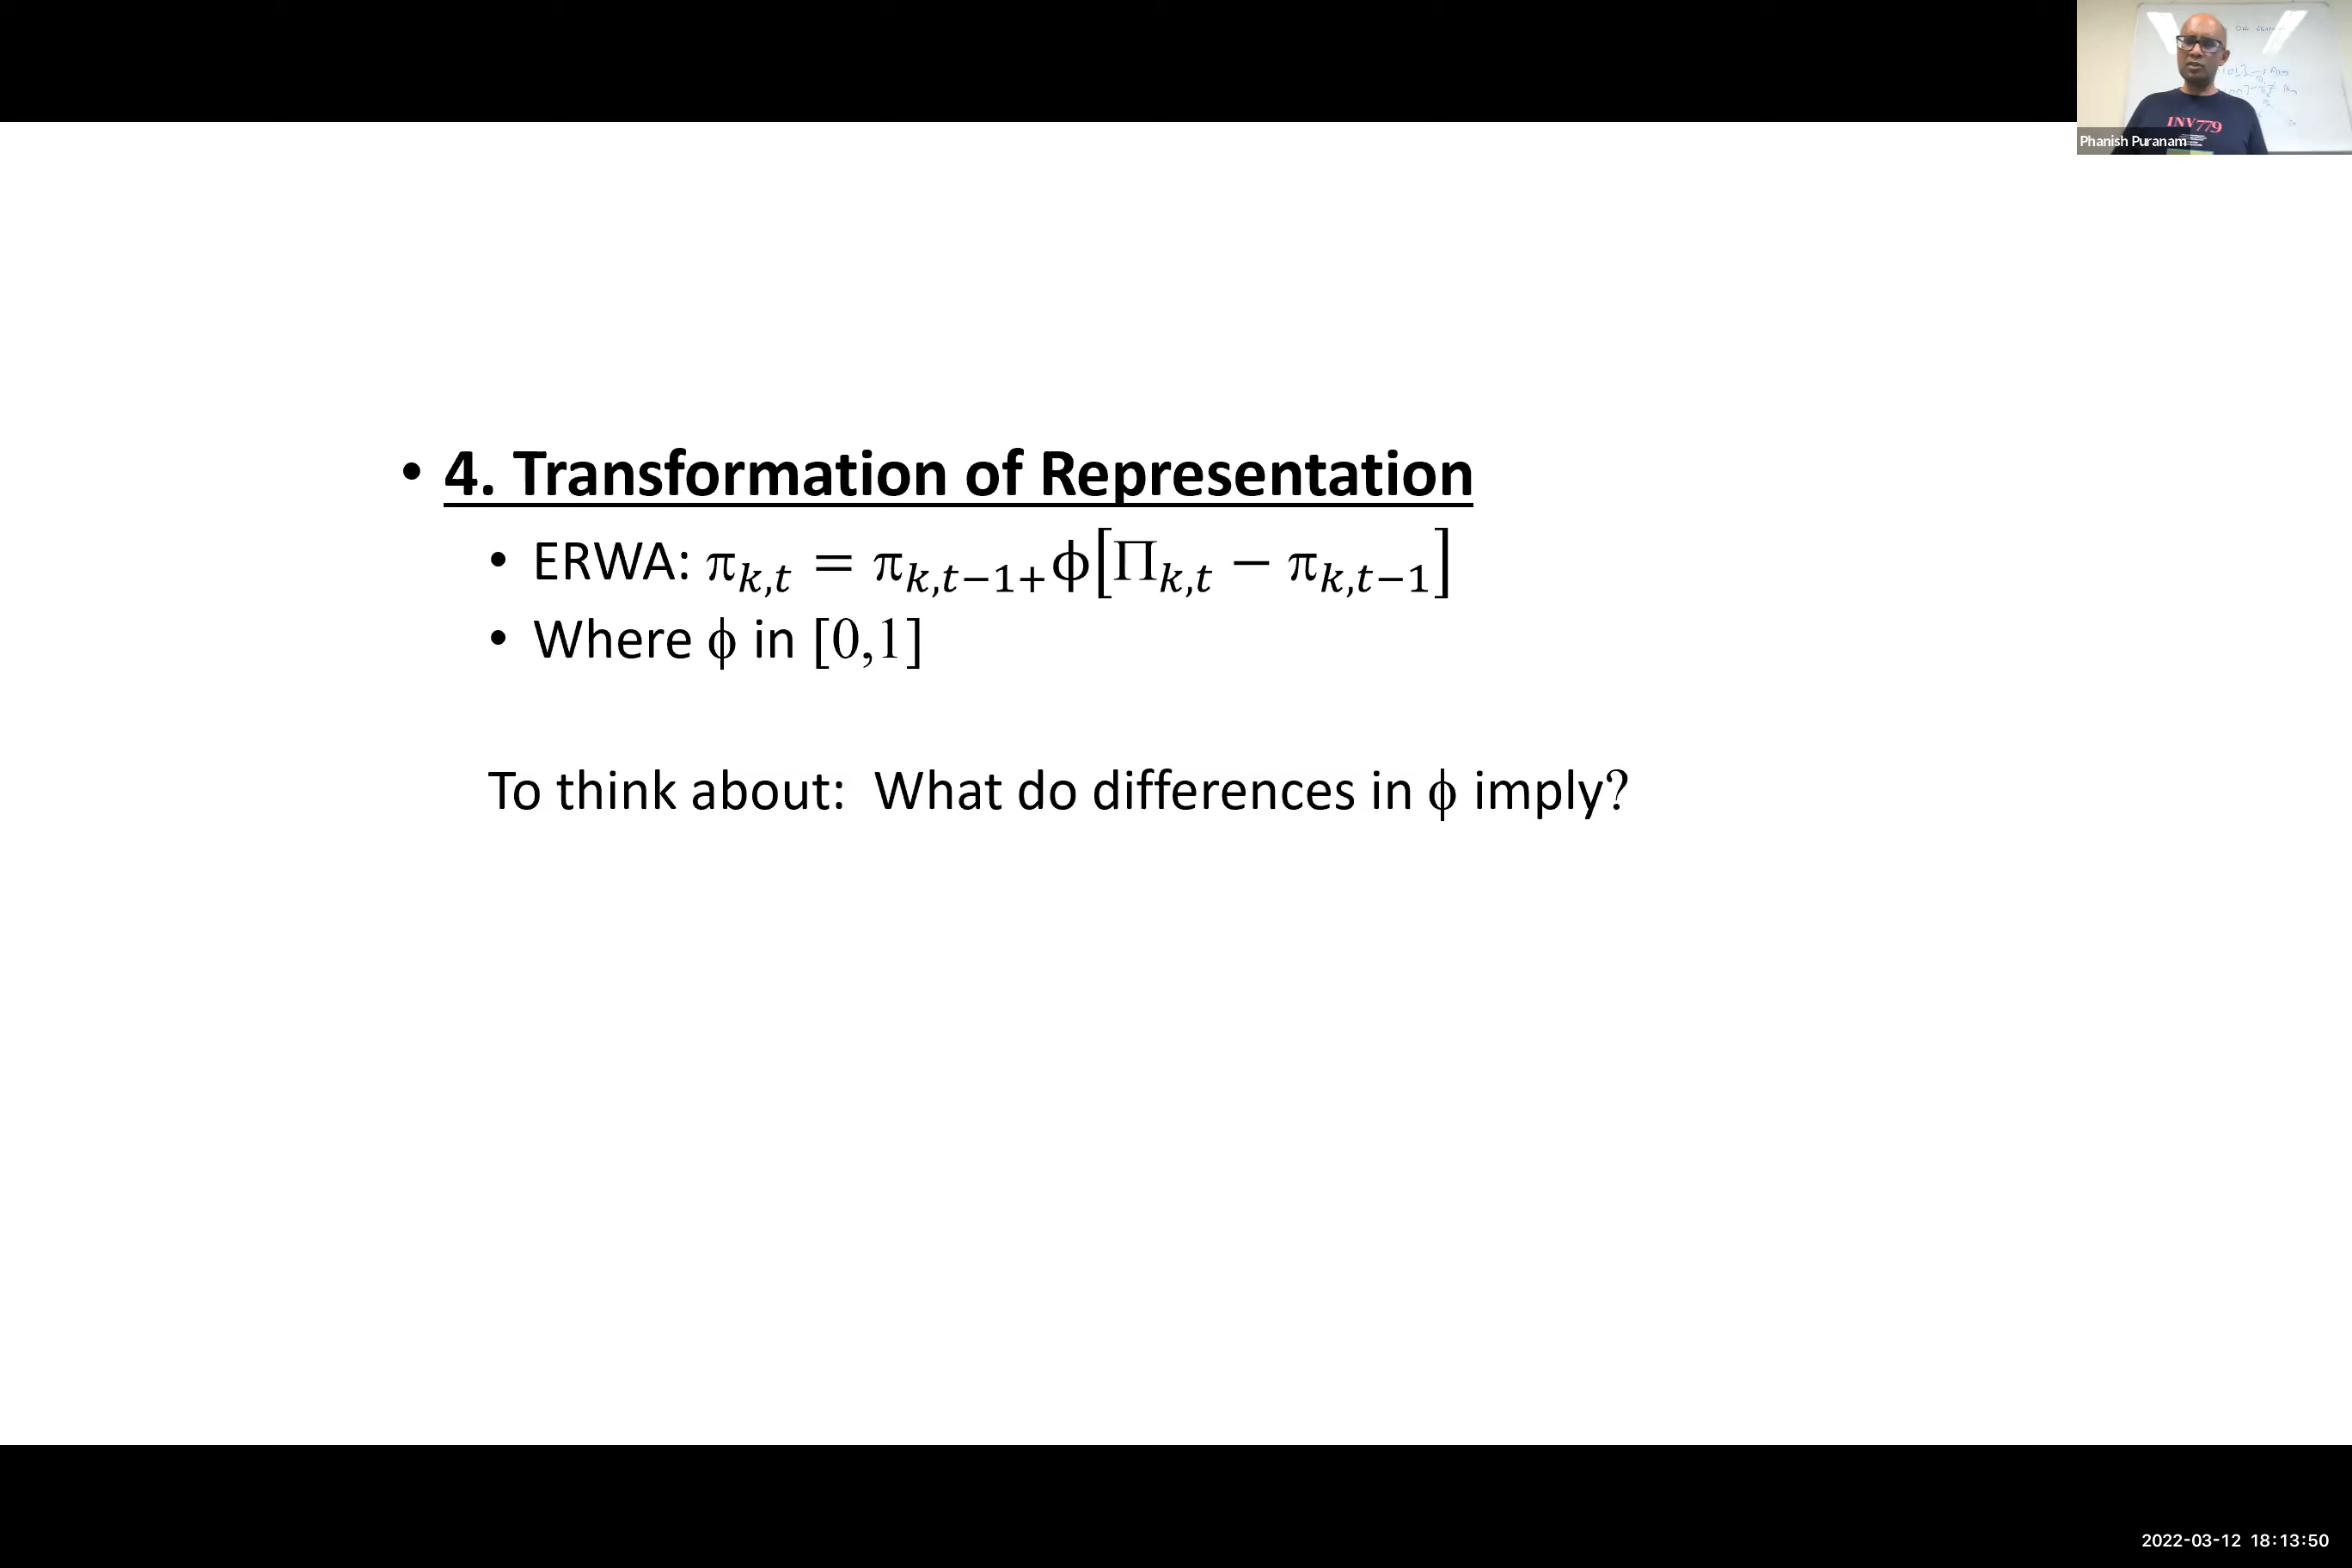 Phanish Puranam
INV779
• 4. Transformation of Representation
• ERWA: π_{k,t} = π_{k,t−1+}ϕ[Π_{k,t} − π_{k,t−1}]
• Where ϕ in [0,1]
To think about: What do differences in ϕ imply?
2022-03-12 18:13:50